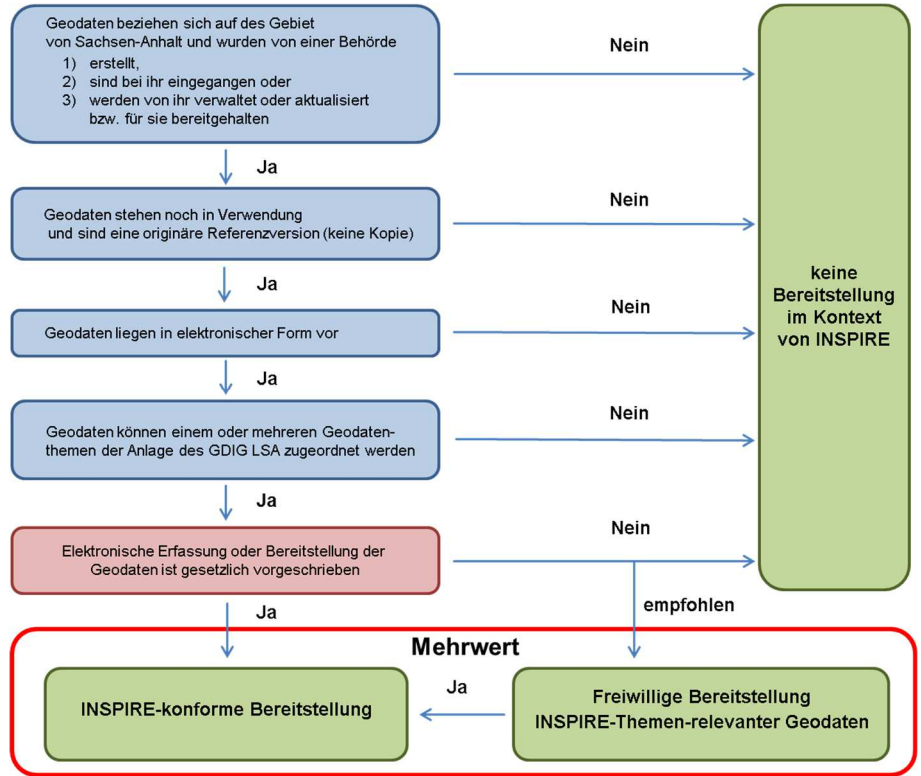 Geodaten beziehen sich auf des Gebiet
von Sachsen-Anhalt und wurden von einer Behörde
1) erstellt,
2) sind bei ihr eingegangen oder
3) werden von ihr verwaltet oder aktualisiert
bzw. für sie bereitgehalten
Nein
Ja
Geodaten stehen noch in Verwendung
und sind eine originäre Referenzversion (keine Kopie)
Nein
Ja
Geodaten liegen in elektronischer Form vor
Nein
Ja
Geodaten können einem oder mehreren Geodaten-
themen der Anlage des GDIG LSA zugeordnet werden
Nein
Ja
Elektronische Erfassung oder Bereitstellung der
Geodaten ist gesetzlich vorgeschrieben
Nein
keine
Bereitstellung
im Kontext
von INSPIRE
Ja
empfohlen
Mehrwert
INSPIRE-konforme Bereitstellung
Ja
Freiwillige Bereitstellung
INSPIRE-Themen-relevanter Geodaten